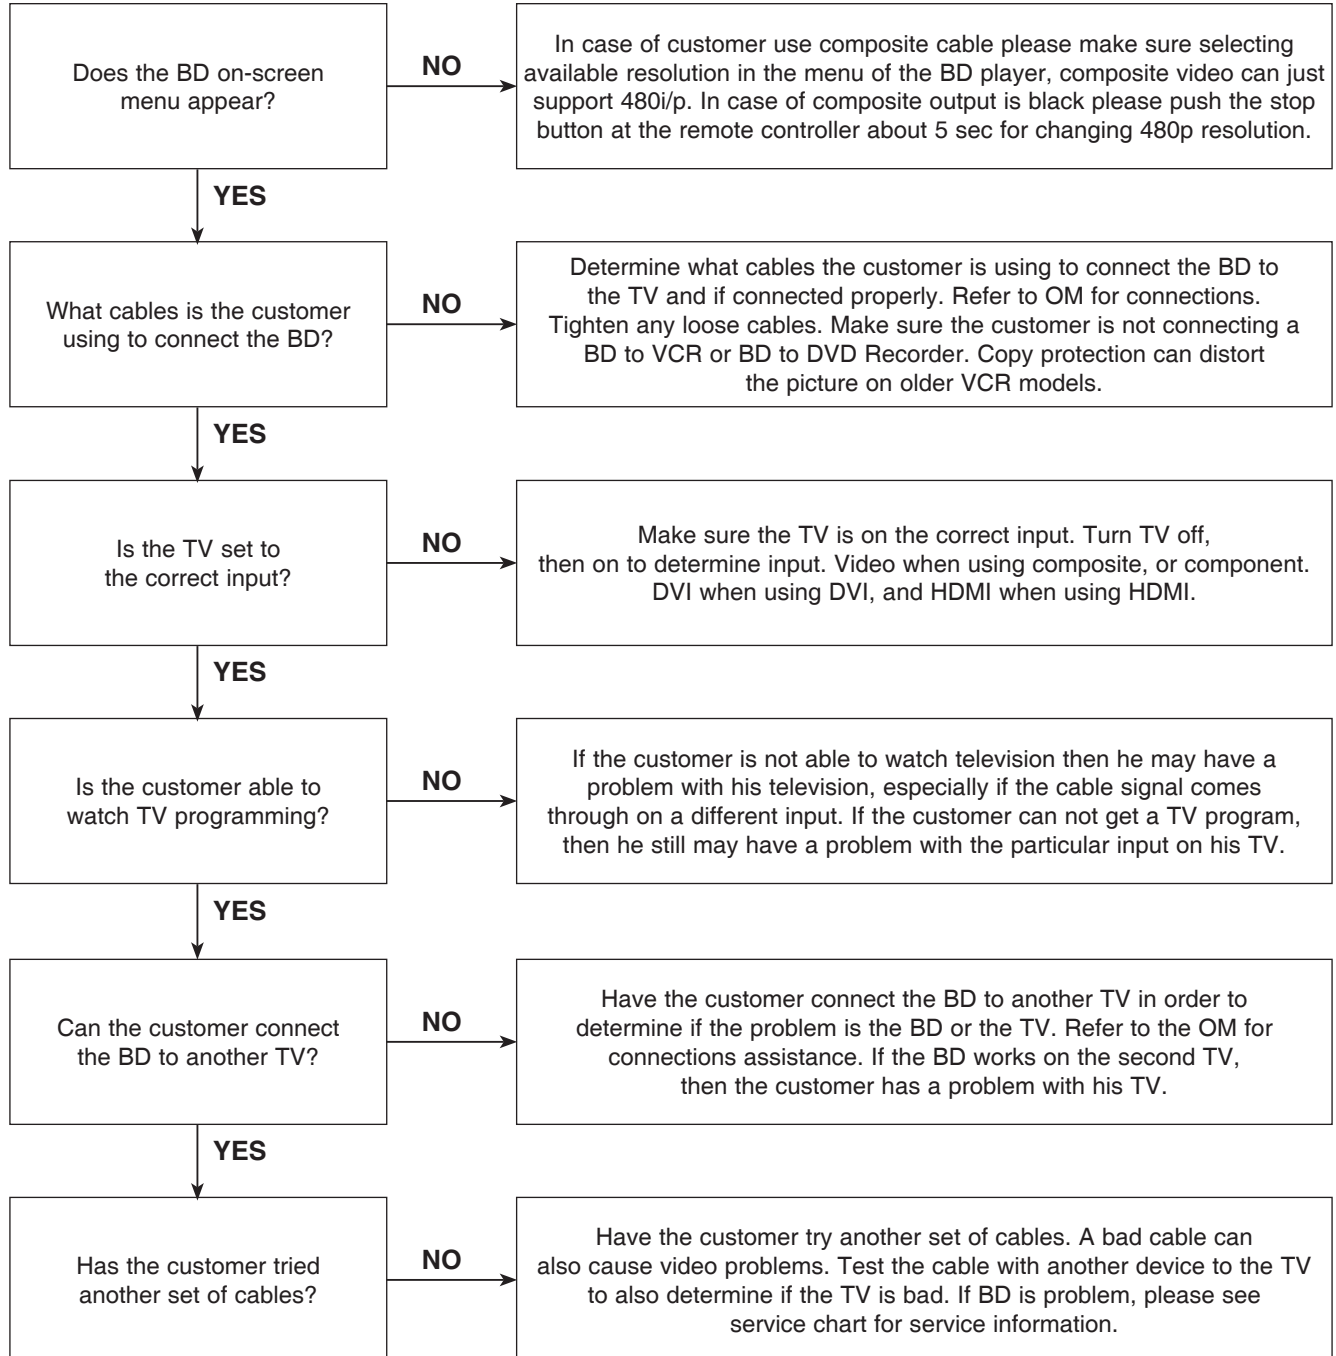 Does the BD on-screen
menu appear?
NO
In case of customer use composite cable please make sure selecting
available resolution in the menu of the BD player, composite video can just
support 480i/p. In case of composite output is black please push the stop
button at the remote controller about 5 sec for changing 480p resolution.
YES
What cables is the customer
using to connect the BD?
NO
Determine what cables the customer is using to connect the BD to
the TV and if connected properly. Refer to OM for connections.
Tighten any loose cables. Make sure the customer is not connecting a
BD to VCR or BD to DVD Recorder. Copy protection can distort
the picture on older VCR models.
YES
Is the TV set to
the correct input?
NO
Make sure the TV is on the correct input. Turn TV off,
then on to determine input. Video when using composite, or component.
DVI when using DVI, and HDMI when using HDMI.
YES
Is the customer able to
watch TV programming?
NO
If the customer is not able to watch television then he may have a
problem with his television, especially if the cable signal comes
through on a different input. If the customer can not get a TV program,
then he still may have a problem with the particular input on his TV.
YES
Can the customer connect
the BD to another TV?
NO
Have the customer connect the BD to another TV in order to
determine if the problem is the BD or the TV. Refer to the OM for
connections assistance. If the BD works on the second TV,
then the customer has a problem with his TV.
YES
Has the customer tried
another set of cables?
NO
Have the customer try another set of cables. A bad cable can
also cause video problems. Test the cable with another device to the TV
to also determine if the TV is bad. If BD is problem, please see
service chart for service information.